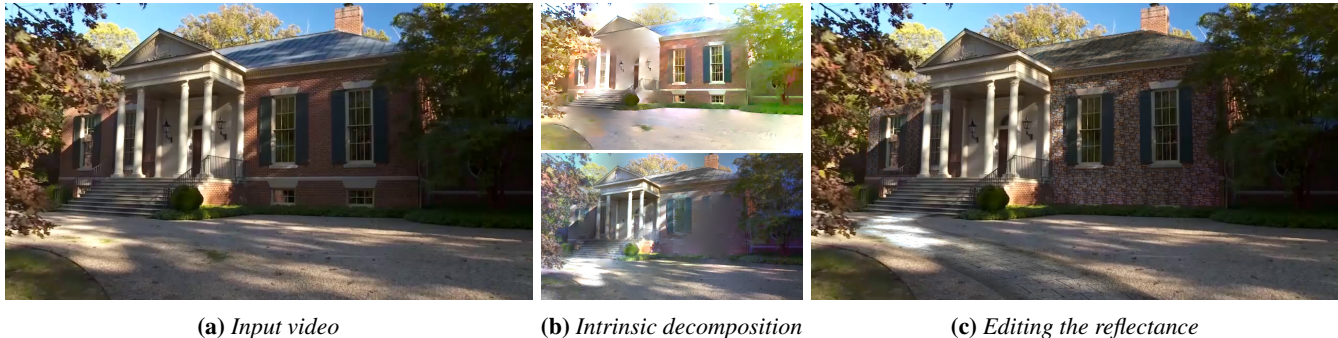 (a) Input video
(b) Intrinsic decomposition
(c) Editing the reflectance